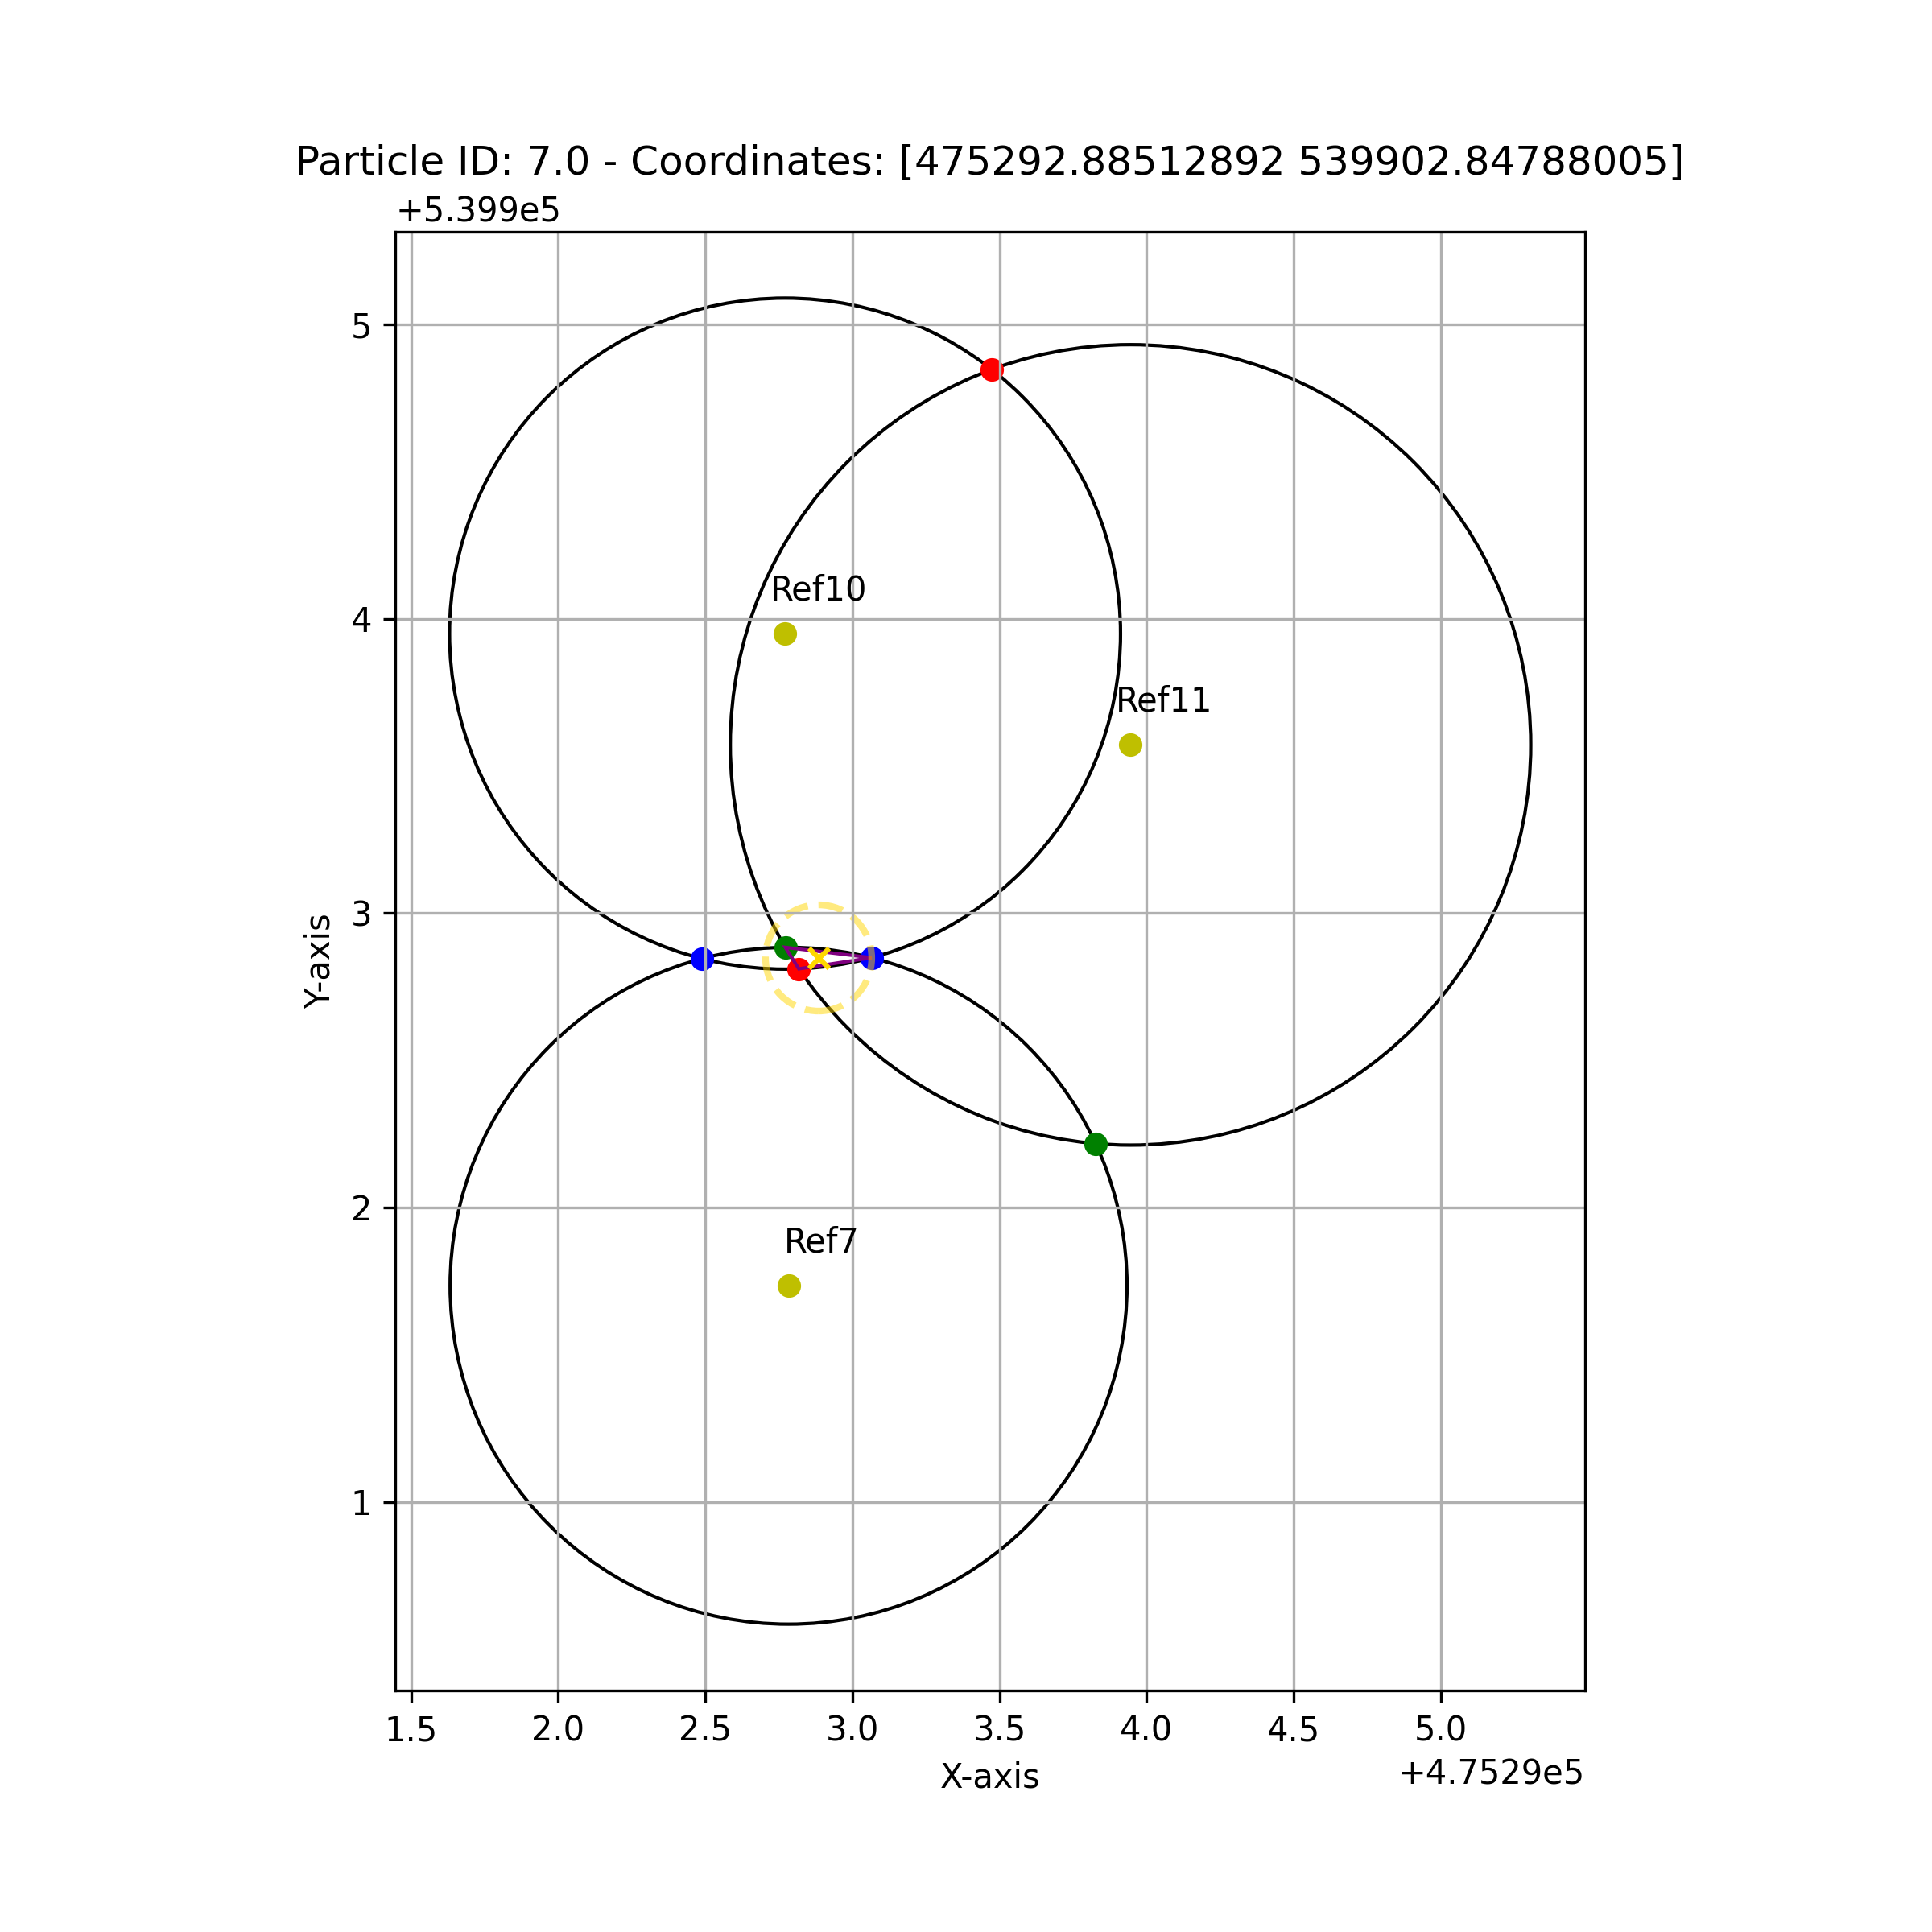 Particle ID: 7.0 - Coordinates: [475292.88512892 539902.84788005]
+5.399e5
5
4
3
2
1
Y-axis
Ref10
Ref11
Ref7
1.5 2.0 2.5 3.0 3.5 4.0 4.5 5.0
X-axis
+4.7529e5